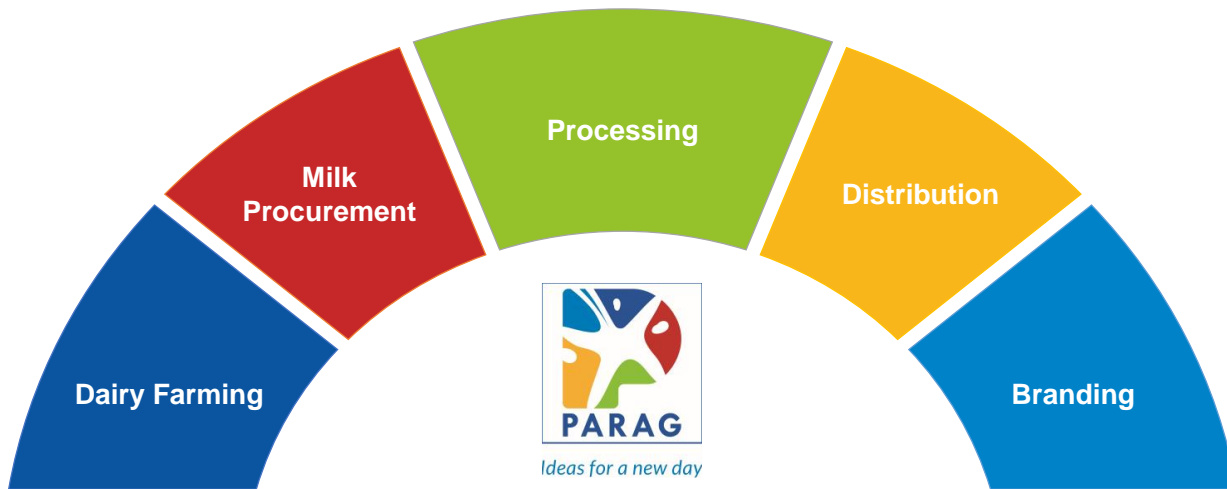 Dairy Farming
Milk
Procurement
Processing
Distribution
Branding
PARAG
Ideas for a new day